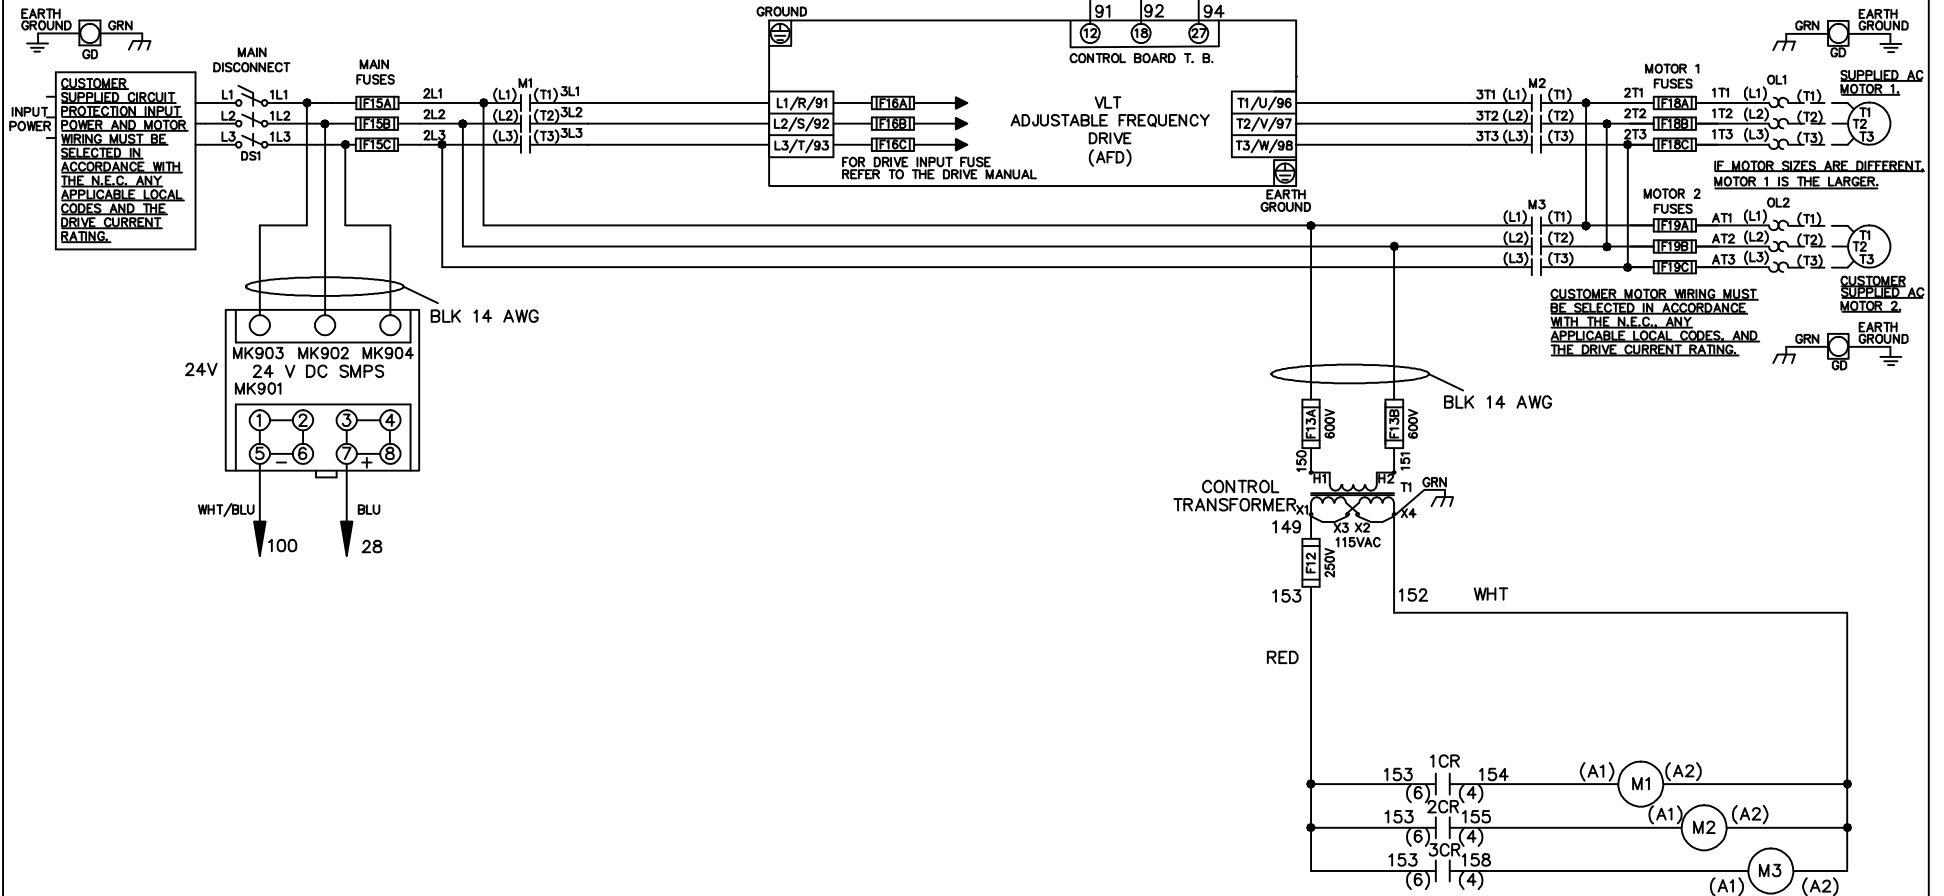 EARTH
GROUND
GRN
GD
MAIN
DISCONNECT
MAIN
FUSES
GROUND
91 92 94
12 18 27
CONTROL BOARD T. B.
GRN
EARTH
GROUND
GD
INPUT
POWER
CUSTOMER
SUPPLIED CIRCUIT
PROTECTION INPUT
POWER AND MOTOR
WIRING MUST BE
SELECTED IN
ACCORDANCE WITH
THE N.E.C. ANY
APPLICABLE LOCAL
CODES AND THE
DRIVE CURRENT
RATING.
L1 1L1 F15A 2L1 (L1) M1 (T1) 3L1
L2 1L2 F15B 2L2 (L2) (T2) 3L2
L3 1L3 F15C 2L3 (L3) (T3) 3L3
DS1
L1/R/91 F16A
L2/S/92 F16B
L3/T/93 F16C
FOR DRIVE INPUT FUSE
REFER TO THE DRIVE MANUAL
VLT
ADJUSTABLE FREQUENCY
DRIVE
(AFD)
T1/U/96
T2/V/97
T3/W/98
EARTH
GROUND
M2
MOTOR 1
FUSES
OL1
SUPPLIED AC
MOTOR 1.
3T1 (L1) (T1) 2T1 F18A 1T1 (L1) (T1) T1
3T2 (L2) (T2) 2T2 F18B 1T2 (L2) (T2) T2
3T3 (L3) (T3) 2T3 F18C 1T3 (L3) (T3) T3
IF MOTOR SIZES ARE DIFFERENT,
MOTOR 1 IS THE LARGER.
M3
MOTOR 2
FUSES
OL2
(L1) (T1) F19A AT1 (L1) (T1) T1
(L2) (T2) F19B AT2 (L2) (T2) T2
(L3) (T3) F19C AT3 (L3) (T3) T3
CUSTOMER
SUPPLIED AC
MOTOR 2.
CUSTOMER MOTOR WIRING MUST
BE SELECTED IN ACCORDANCE
WITH THE N.E.C., ANY
APPLICABLE LOCAL CODES, AND
THE DRIVE CURRENT RATING.
GRN
EARTH
GROUND
GD
BLK 14 AWG
MK903 MK902 MK904
24V
24 V DC SMPS
MK901
1 2 3 4
5 - 6 7 + 8
WHT/BLU BLU
100 28
BLK 14 AWG
F13A 600V F13B 600V
150 151
H1 H2 T1 GRN
CONTROL
TRANSFORMER
X1 X3 X2 X4
149
115VAC
F12 250V
153 152 WHT
RED
1CR
153 154 (A1) M1 (A2)
(6) (4)
2CR
153 155 (A1) M2 (A2)
(6) (4)
3CR
153 158 M3
(6) (4) (A1) (A2)